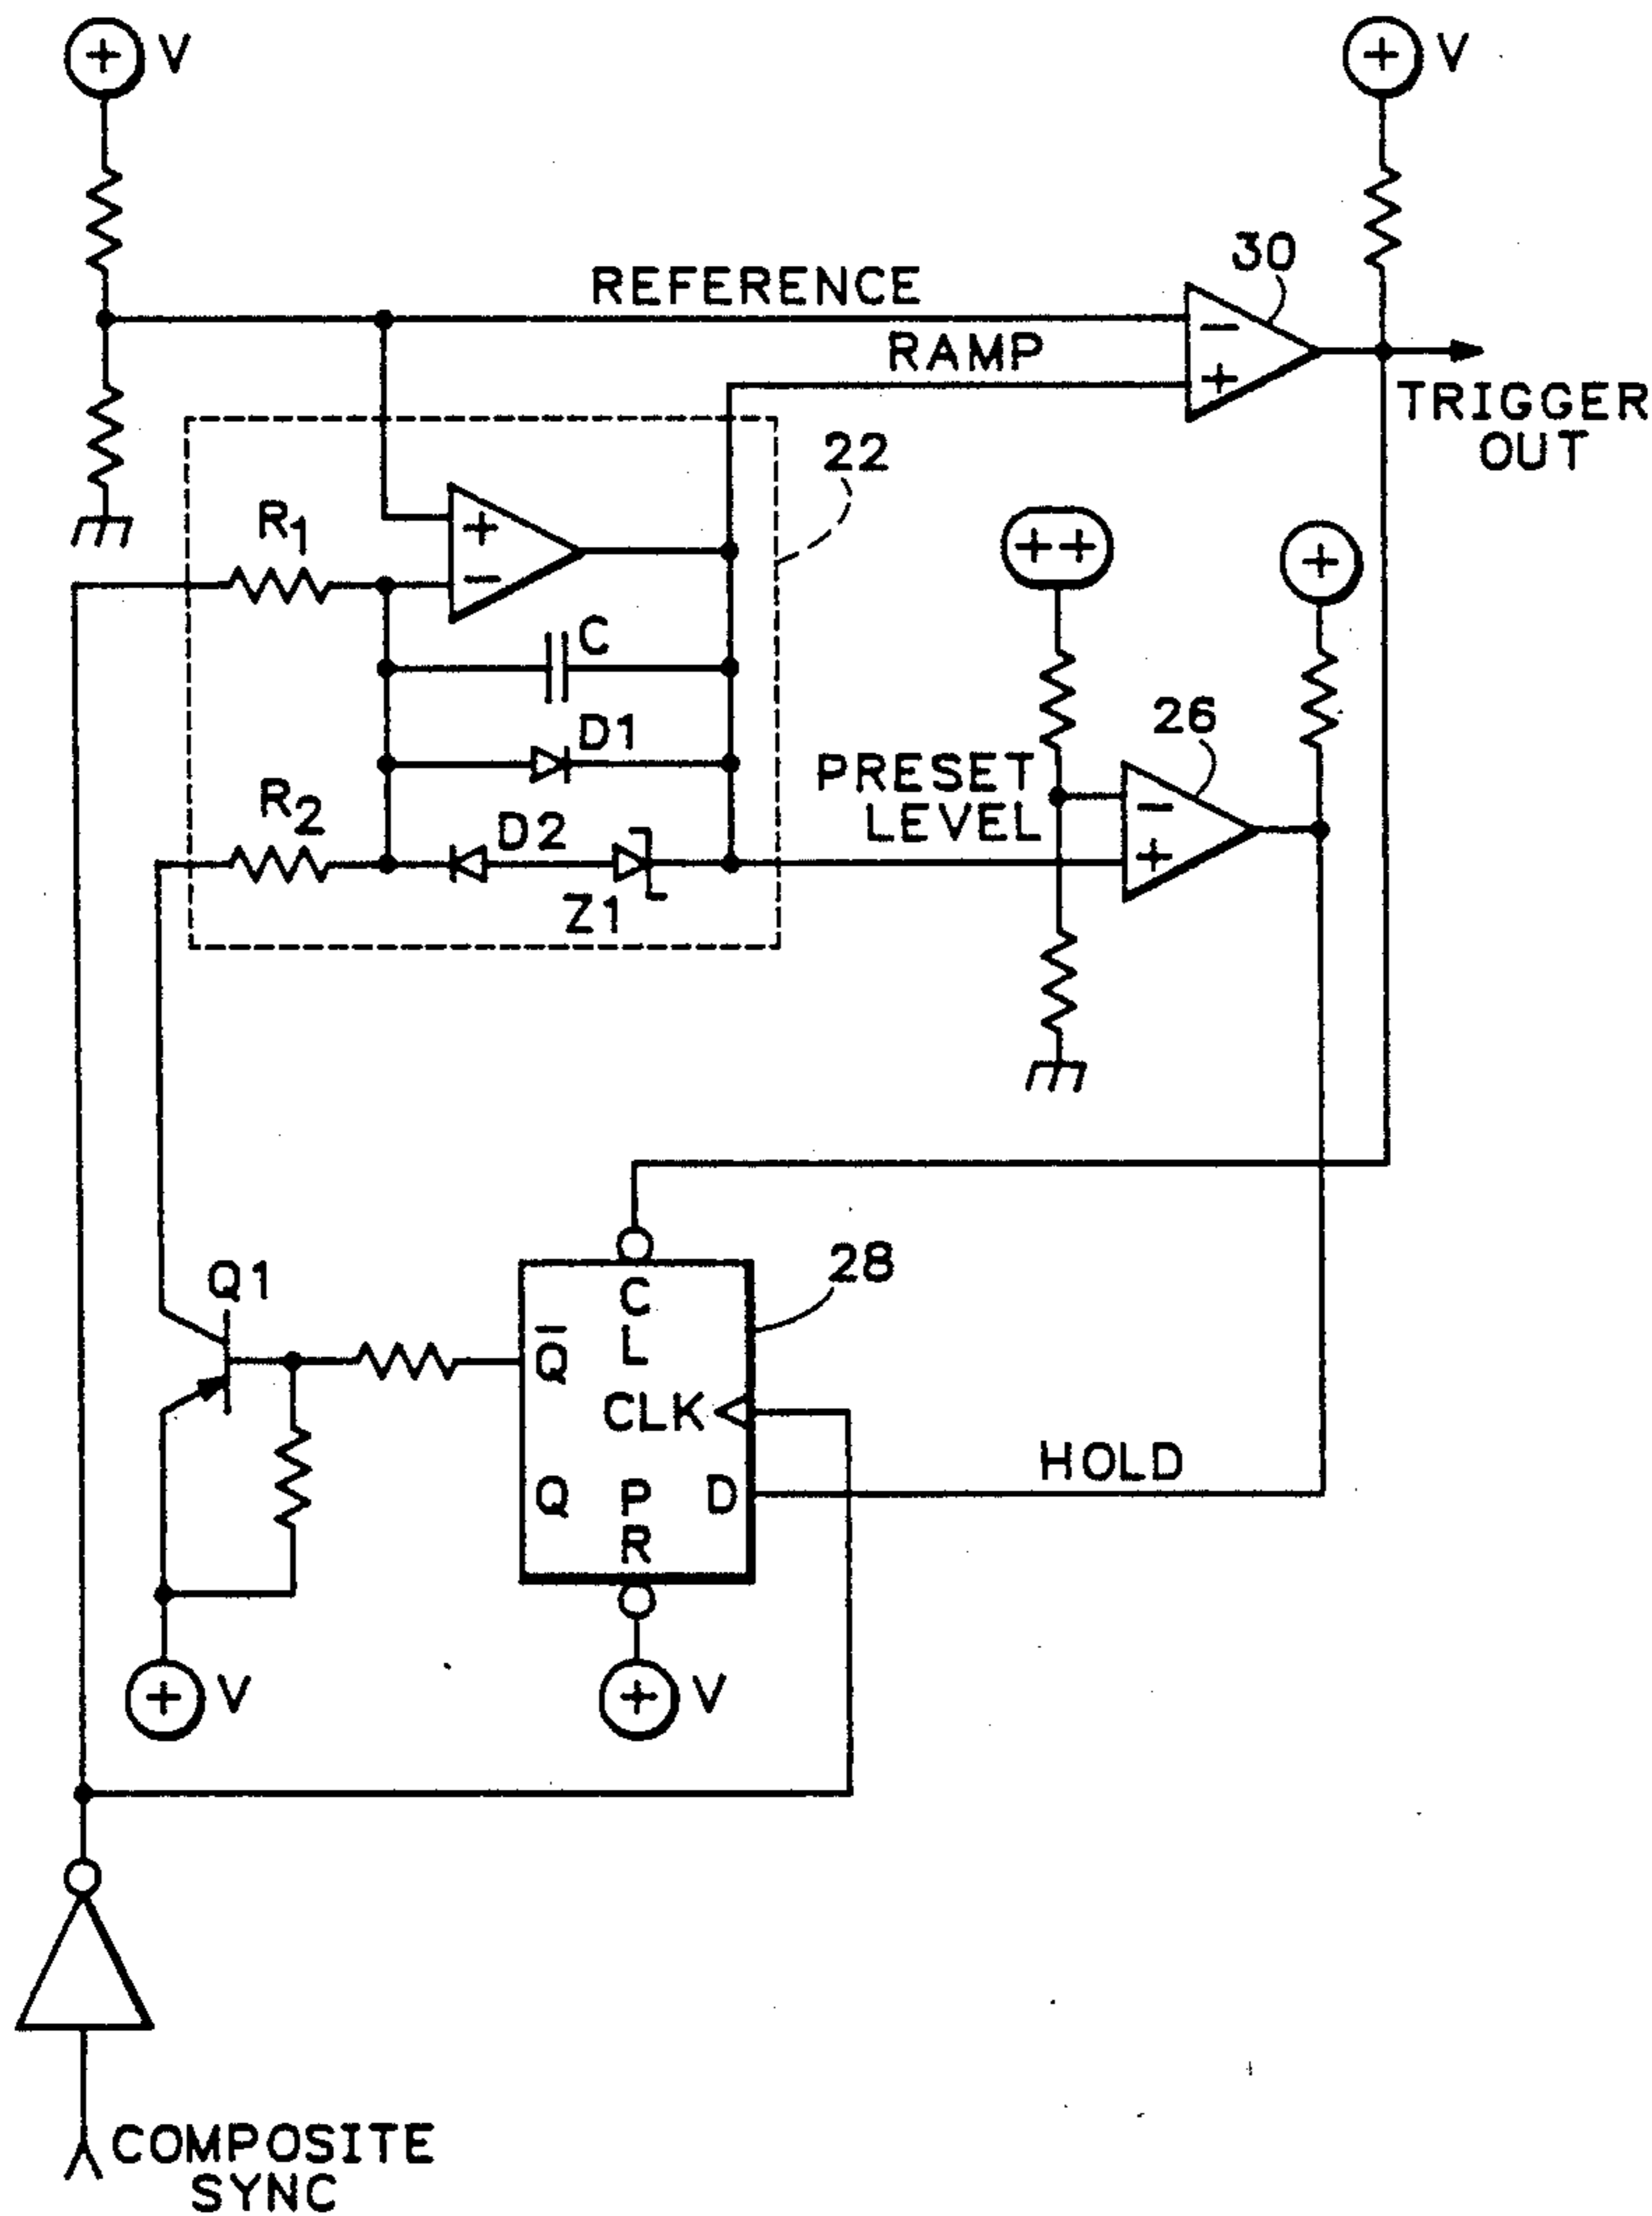 + V
+ V
30
REFERENCE
RAMP
TRIGGER
OUT
22
R1
+
−
−
+
++
+
C
26
D1
PRESET
LEVEL
R2
D2
Z1
−
+
Q1
28
C
L
Q̅
CLK
HOLD
Q
P
R
D
+ V
+ V
COMPOSITE
SYNC